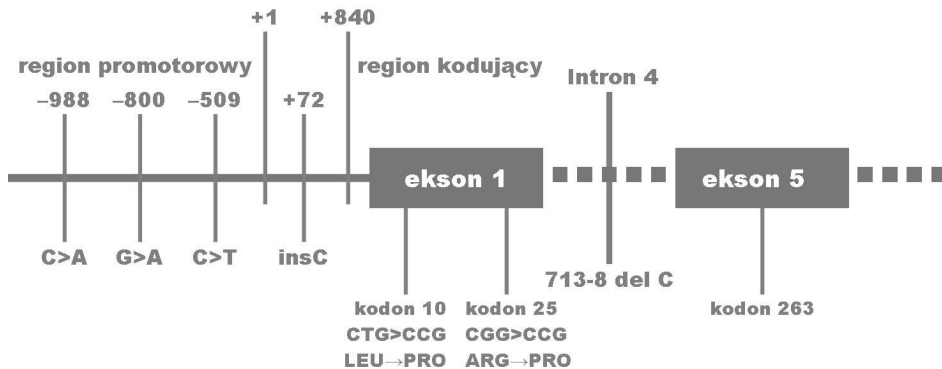 +1
+840
region promotorowy
region kodujący
Intron 4
–988
–800
–509
+72
ekson 1
ekson 5
C>A
G>A
C>T
insC
713-8 del C
kodon 10
kodon 25
kodon 263
CTG>CCG
CGG>CCG
LEU→PRO
ARG→PRO